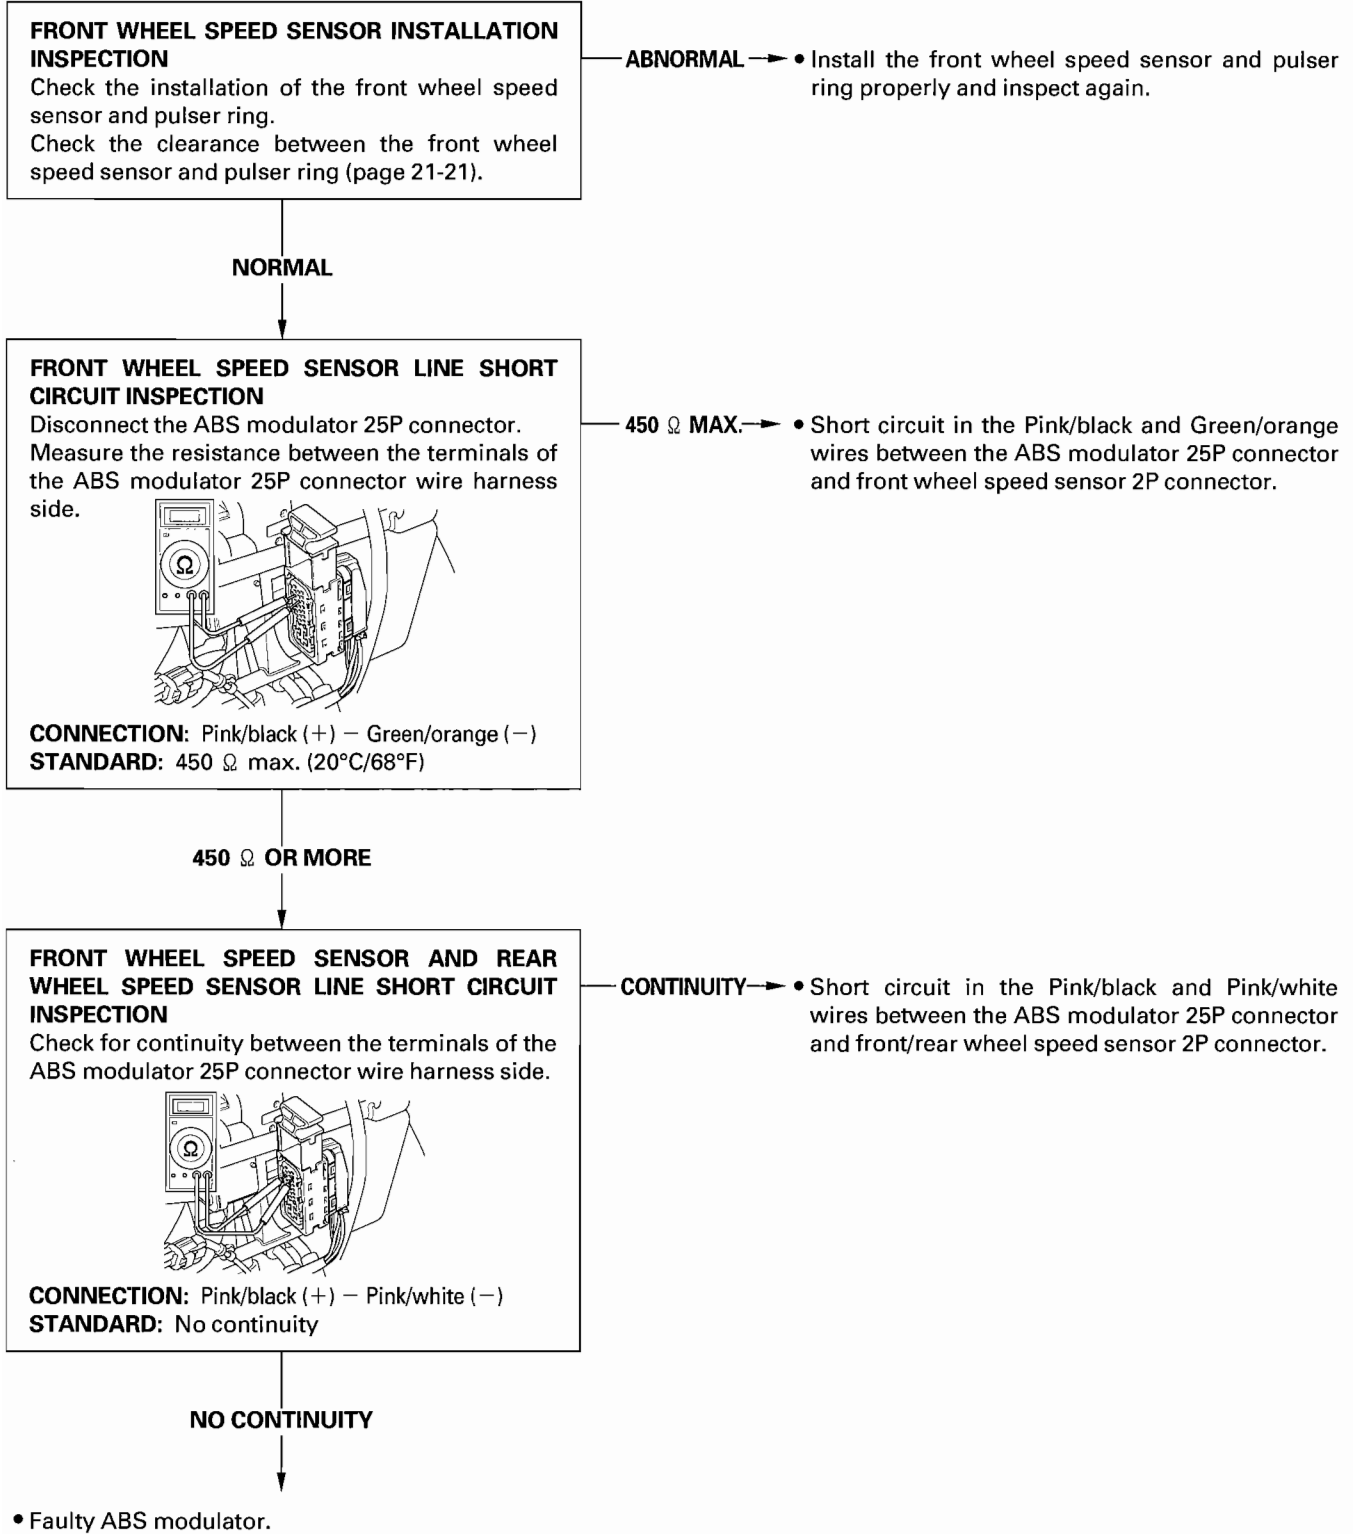 FRONT WHEEL SPEED SENSOR INSTALLATION
INSPECTION
Check the installation of the front wheel speed
sensor and pulser ring.
Check the clearance between the front wheel
speed sensor and pulser ring (page 21-21).
ABNORMAL
• Install the front wheel speed sensor and pulser
ring properly and inspect again.
NORMAL
FRONT WHEEL SPEED SENSOR LINE SHORT
CIRCUIT INSPECTION
Disconnect the ABS modulator 25P connector.
Measure the resistance between the terminals of
the ABS modulator 25P connector wire harness
side.
Ω
CONNECTION: Pink/black (+) – Green/orange (–)
STANDARD: 450 Ω max. (20°C/68°F)
450 Ω MAX.
• Short circuit in the Pink/black and Green/orange
wires between the ABS modulator 25P connector
and front wheel speed sensor 2P connector.
450 Ω OR MORE
FRONT WHEEL SPEED SENSOR AND REAR
WHEEL SPEED SENSOR LINE SHORT CIRCUIT
INSPECTION
Check for continuity between the terminals of the
ABS modulator 25P connector wire harness side.
Ω
CONNECTION: Pink/black (+) – Pink/white (–)
STANDARD: No continuity
CONTINUITY
• Short circuit in the Pink/black and Pink/white
wires between the ABS modulator 25P connector
and front/rear wheel speed sensor 2P connector.
NO CONTINUITY
• Faulty ABS modulator.